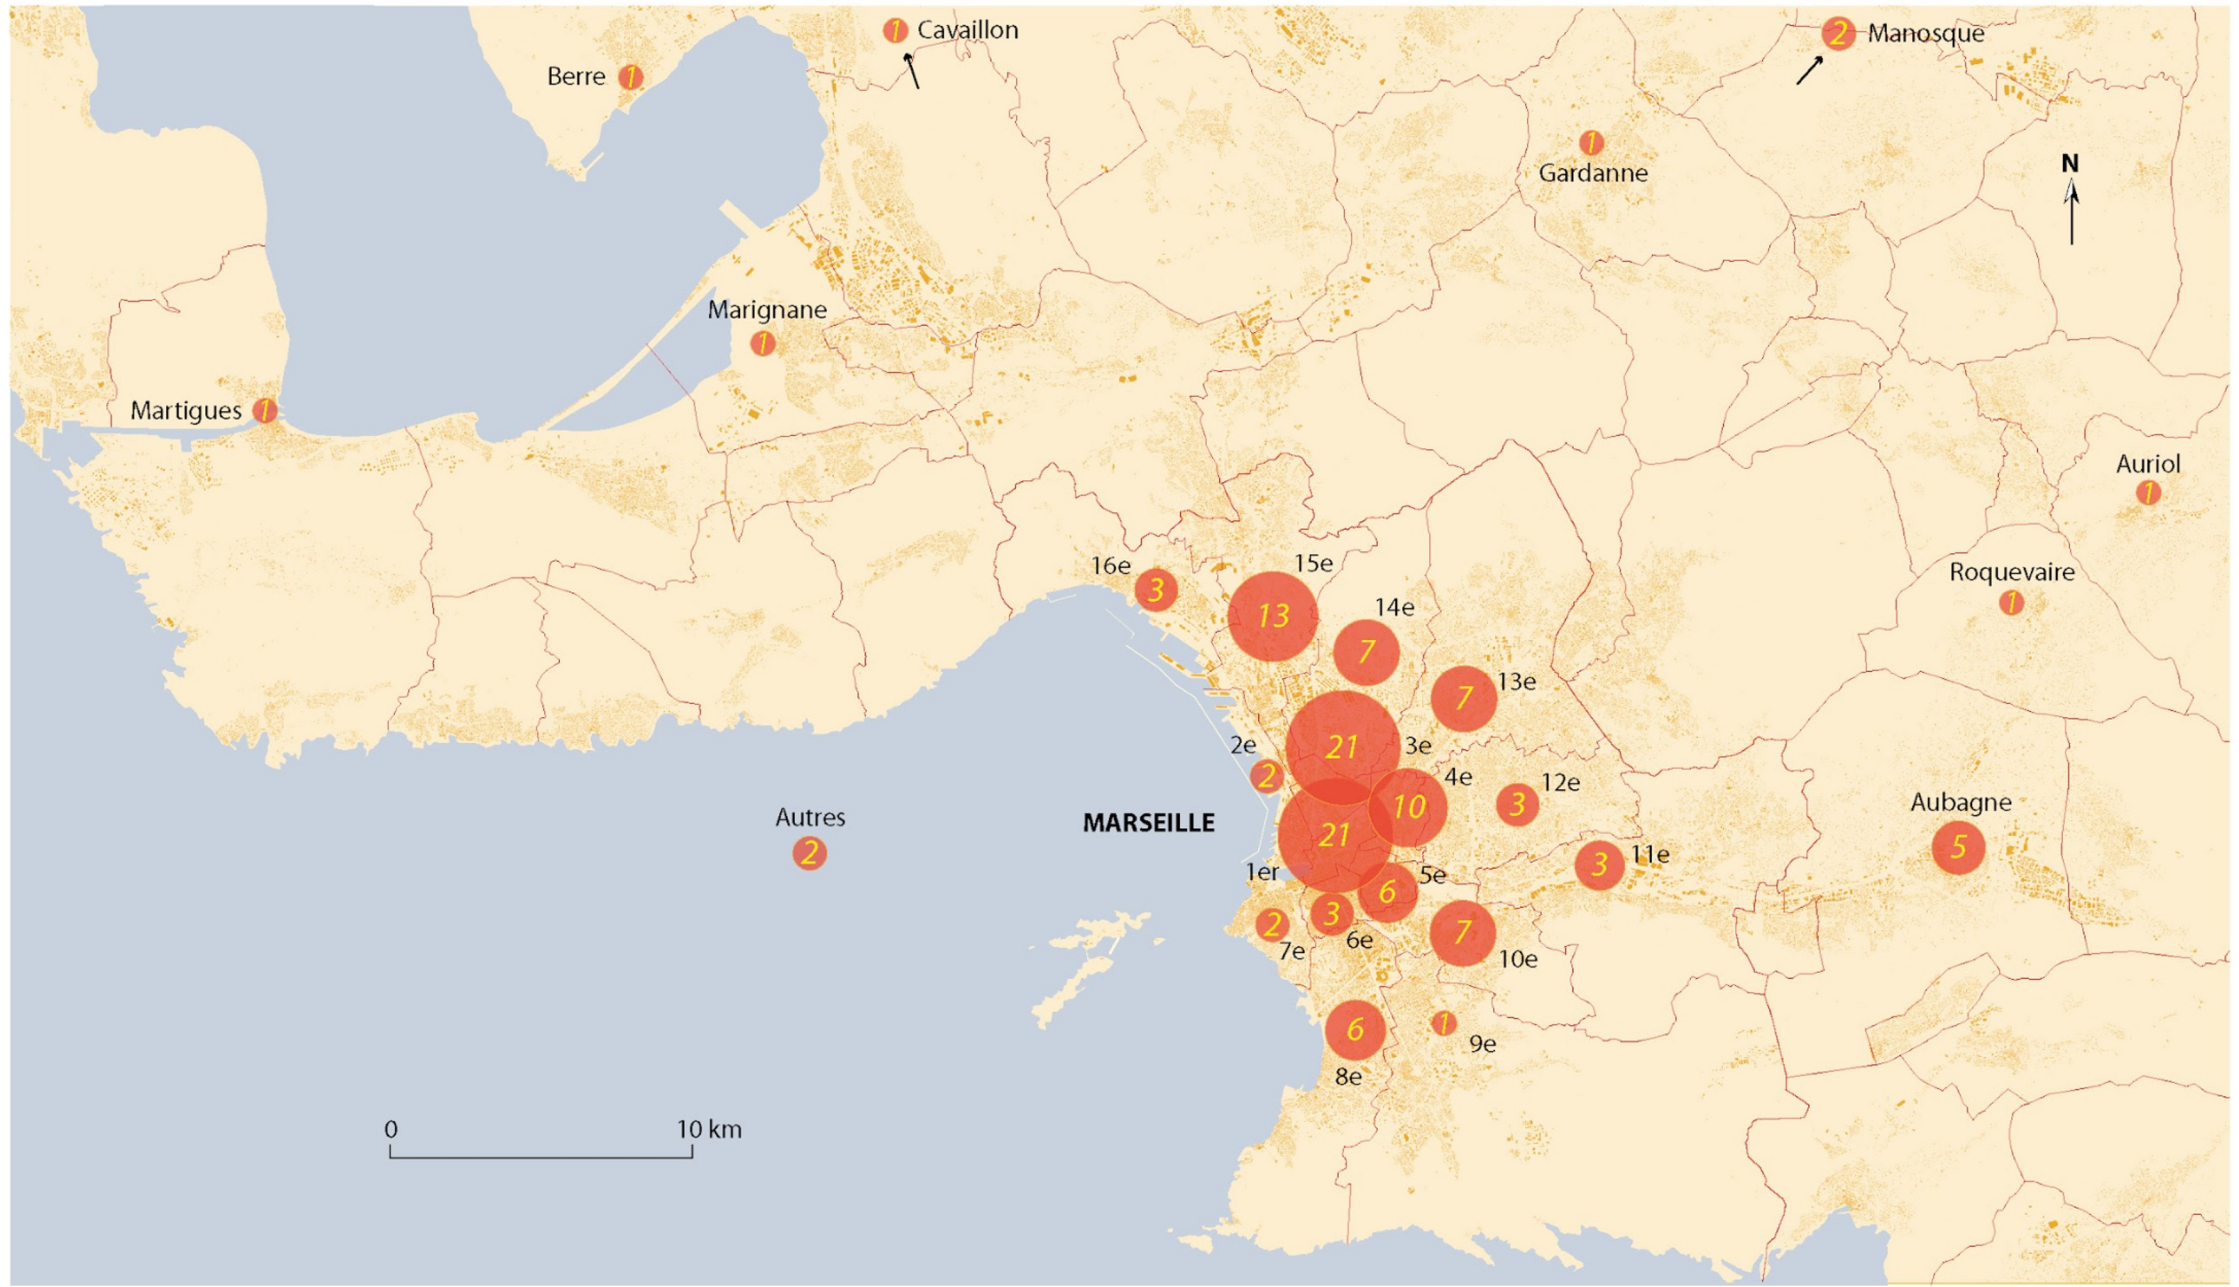 1 Cavaillon
2 Manosque
Berre 1
1
Gardanne
N
Marignane
1
Martigues 1
Auriol
1
16e
3
15e
13
14e
7
Roquevaire
1
13e
7
21
3e
2e
2
4e
10
12e
3
Autres
2
MARSEILLE
21
1er
11e
3
Aubagne
5
5e
6
3
6e
2
7e
7
10e
6
8e
1
9e
0 10 km